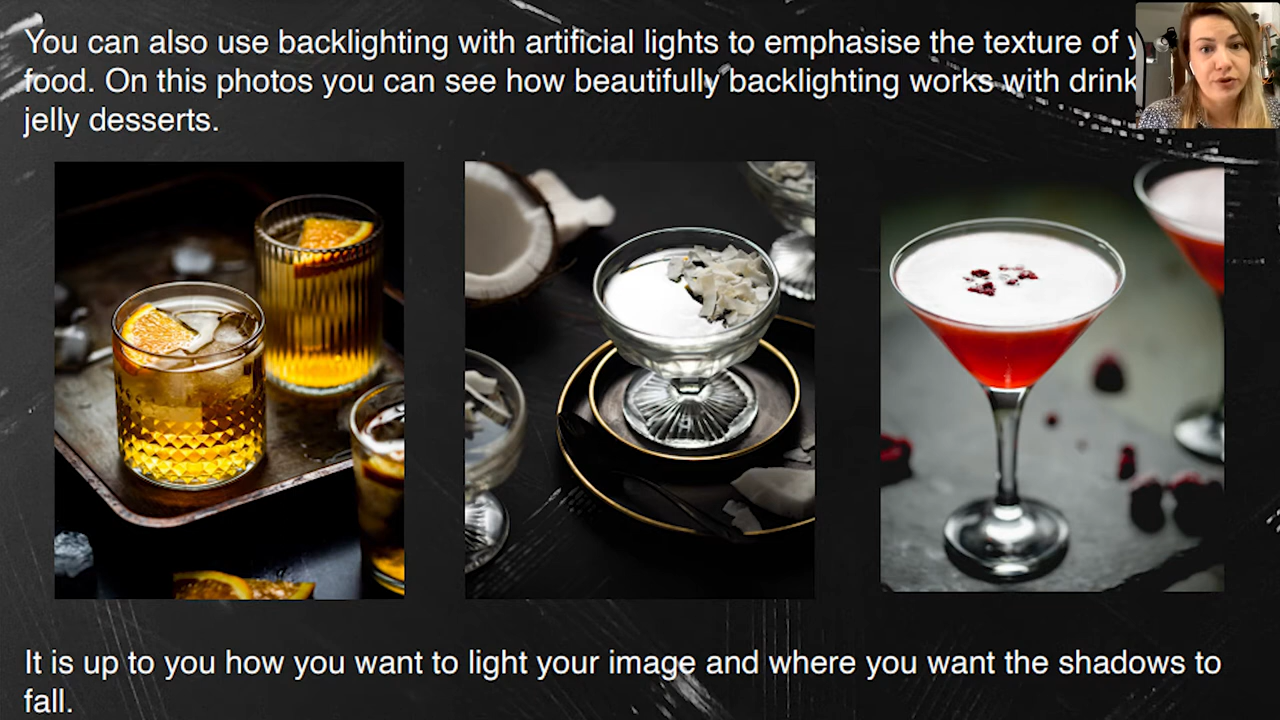 You can also use backlighting with artificial lights to emphasise the texture of
food. On this photos you can see how beautifully backlighting works with
jelly desserts.
It is up to you how you want to light your image and where you want the shadows to
fall.